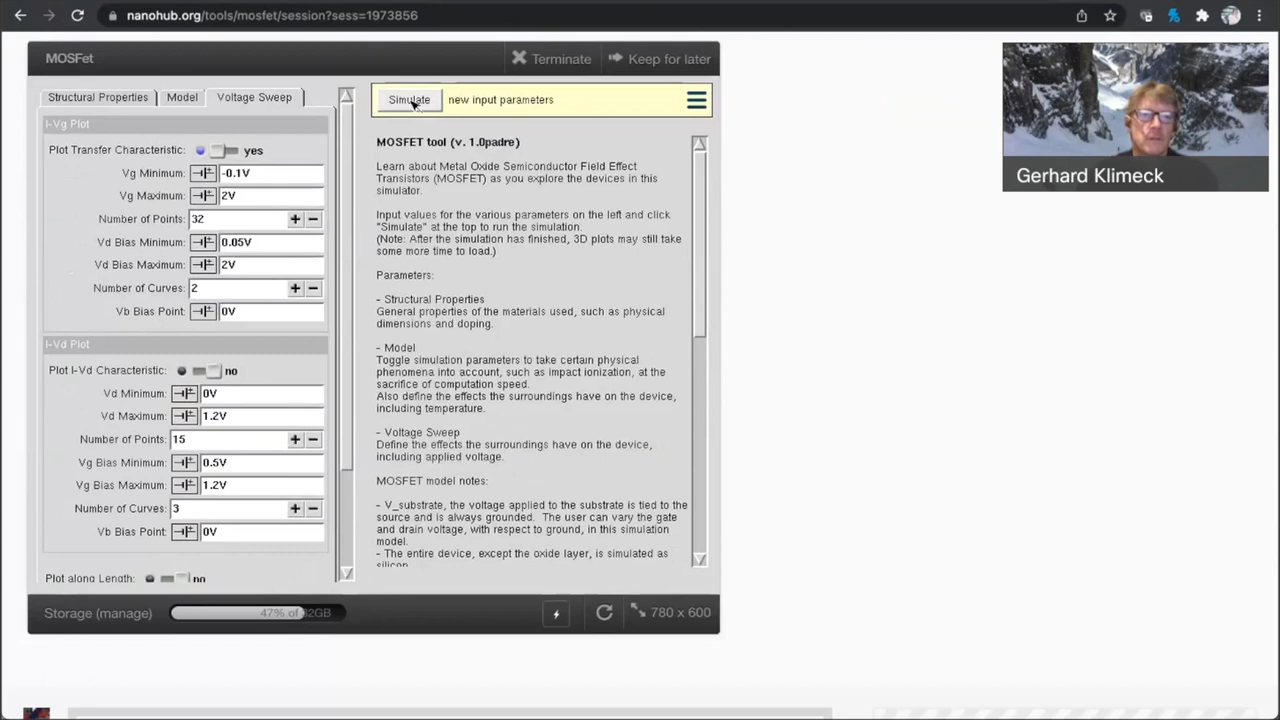 nanohub.org/tools/mosfet/session?sess=1973856
MOSFet
Terminate
Keep for later
Structural Properties
Model
Voltage Sweep
I-Vg Plot
Plot Transfer Characteristic: yes
Vg Minimum: -0.1V
Vg Maximum: 2V
Number of Points: 32 + −
Vd Bias Minimum: 0.05V
Vd Bias Maximum: 2V
Number of Curves: 2 + −
Vb Bias Point: 0V
I-Vd Plot
Plot I-Vd Characteristic: no
Vd Minimum: 0V
Vd Maximum: 1.2V
Number of Points: 15 + −
Vg Bias Minimum: 0.5V
Vg Bias Maximum: 1.2V
Number of Curves: 3 + −
Vb Bias Point: 0V
Plot along Length: no
Simulate new input parameters
MOSFET tool (v. 1.0padre)
Learn about Metal Oxide Semiconductor Field Effect
Transistors (MOSFET) as you explore the devices in this
simulator.
Input values for the various parameters on the left and click
"Simulate" at the top to run the simulation.
(Note: After the simulation has finished, 3D plots may still take
some more time to load.)
Parameters:
- Structural Properties
General properties of the materials used, such as physical
dimensions and doping.
- Model
Toggle simulation parameters to take certain physical
phenomena into account, such as impact ionization, at the
sacrifice of computation speed.
Also define the effects the surroundings have on the device,
including temperature.
- Voltage Sweep
Define the effects the surroundings have on the device,
including applied voltage.
MOSFET model notes:
- V_substrate, the voltage applied to the substrate is tied to the
source and is always grounded. The user can vary the gate
and drain voltage, with respect to ground, in this simulation
model.
- The entire device, except the oxide layer, is simulated as
silicon.
Storage (manage)
47% of 32GB
780 x 600
Gerhard Klimeck